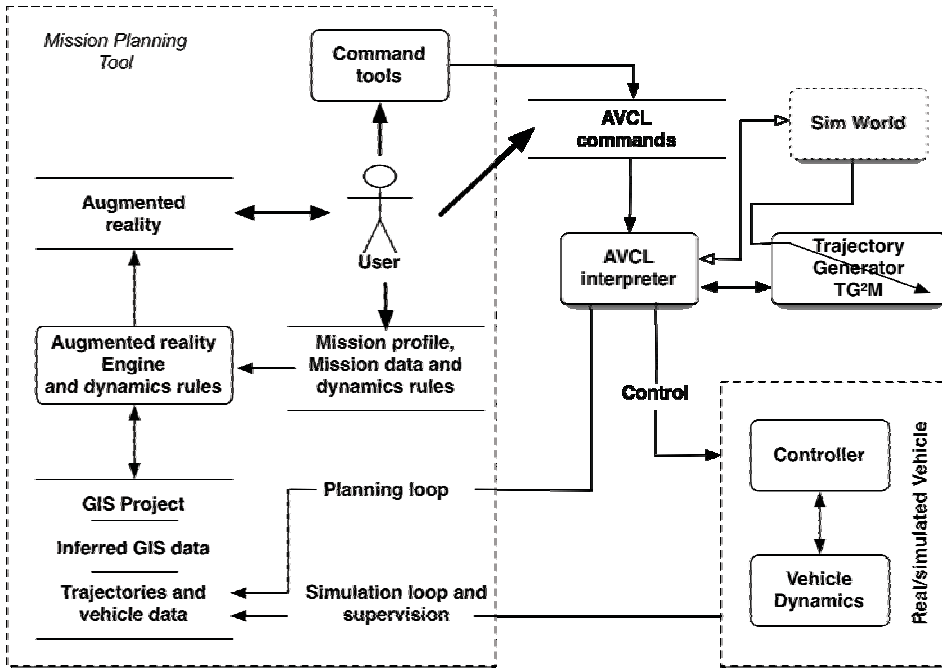 Mission Planning
Tool
Command
tools
AVCL
commands
Sim World
Augmented
reality
User
AVCL
interpreter
Trajectory
Generator
TG²M
Augmented reality
Engine
and dynamics rules
Mission profile,
Mission data and
dynamics rules
Control
Controller
Vehicle
Dynamics
Real/simulated Vehicle
GIS Project
Inferred GIS data
Trajectories and
vehicle data
Planning loop
Simulation loop and
supervision